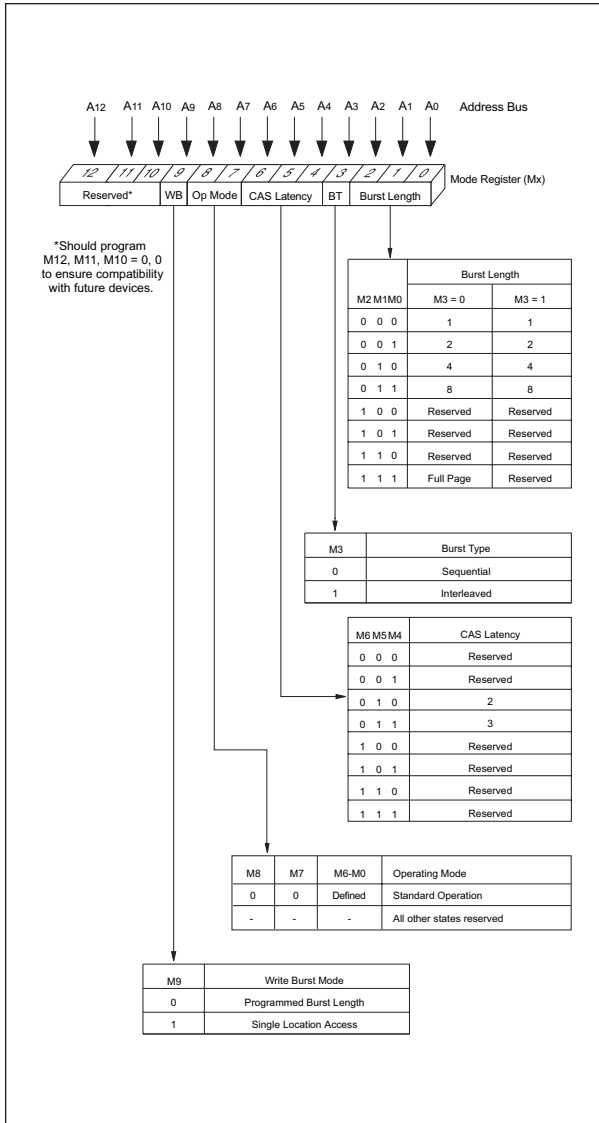 A12 A11 A10 A9 A8 A7 A6 A5 A4 A3 A2 A1 A0 Address Bus
12 11 10 9 8 7 6 5 4 3 2 1 0
Mode Register (Mx)
Reserved* WB Op Mode CAS Latency BT Burst Length
*Should program
M12, M11, M10 = 0, 0
to ensure compatibility
with future devices.
Burst Length
M2 M1 M0 M3 = 0 M3 = 1
0 0 0 1 1
0 0 1 2 2
0 1 0 4 4
0 1 1 8 8
1 0 0 Reserved Reserved
1 0 1 Reserved Reserved
1 1 0 Reserved Reserved
1 1 1 Full Page Reserved
M3 Burst Type
0 Sequential
1 Interleaved
M6 M5 M4 CAS Latency
0 0 0 Reserved
0 0 1 Reserved
0 1 0 2
0 1 1 3
1 0 0 Reserved
1 0 1 Reserved
1 1 0 Reserved
1 1 1 Reserved
M8 M7 M6-M0 Operating Mode
0 0 Defined Standard Operation
- - - All other states reserved
M9 Write Burst Mode
0 Programmed Burst Length
1 Single Location Access